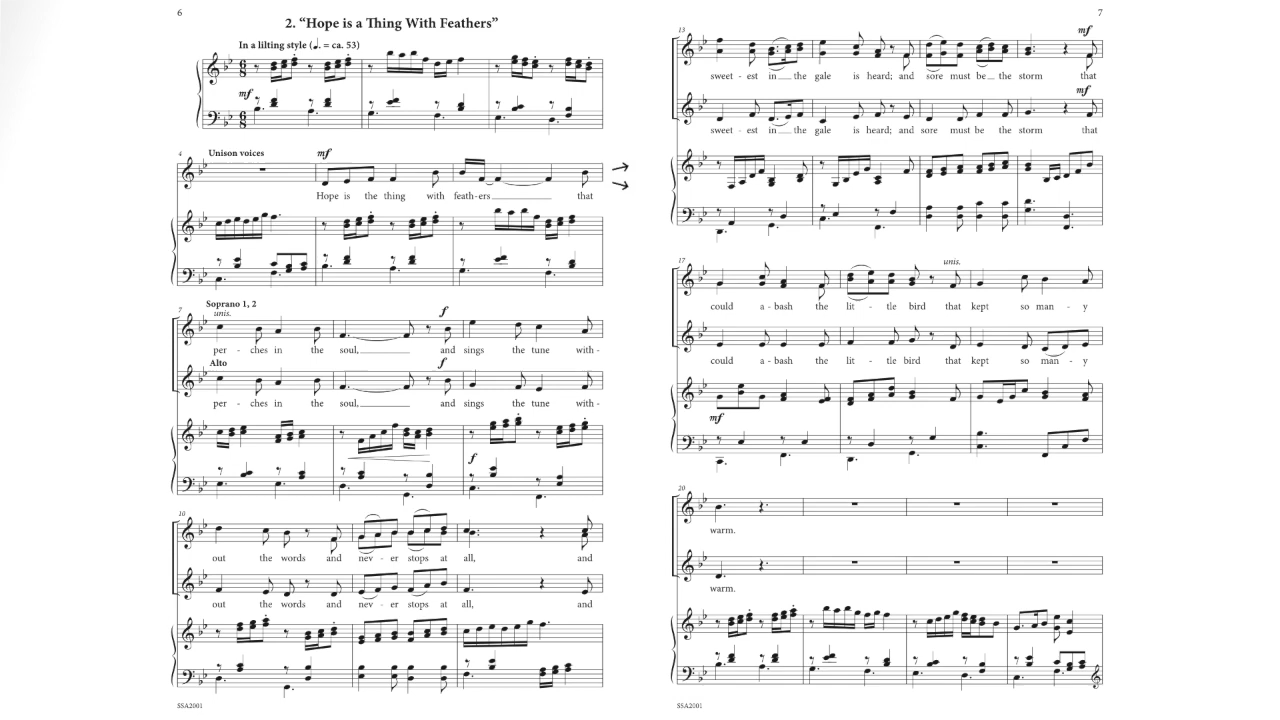 6
2. “Hope is a Thing With Feathers”
In a lilting style (♩. = ca. 53)
mf
4
Unison voices
mf
Hope is the thing with feath-ers that
7
Soprano 1, 2
unis.
f
per - ches in the soul, and sings the tune with-
Alto
f
per - ches in the soul, and sings the tune with-
f
10
out the words and nev - er stops at all, and
out the words and nev - er stops at all, and
SSA2001
7
13
mf
sweet - est in the gale is heard; and sore must be the storm that
mf
sweet - est in the gale is heard; and sore must be the storm that
17
unis.
could a - bash the lit - tle bird that kept so man - y
could a - bash the lit - tle bird that kept so man - y
mf
20
warm.
warm.
SSA2001